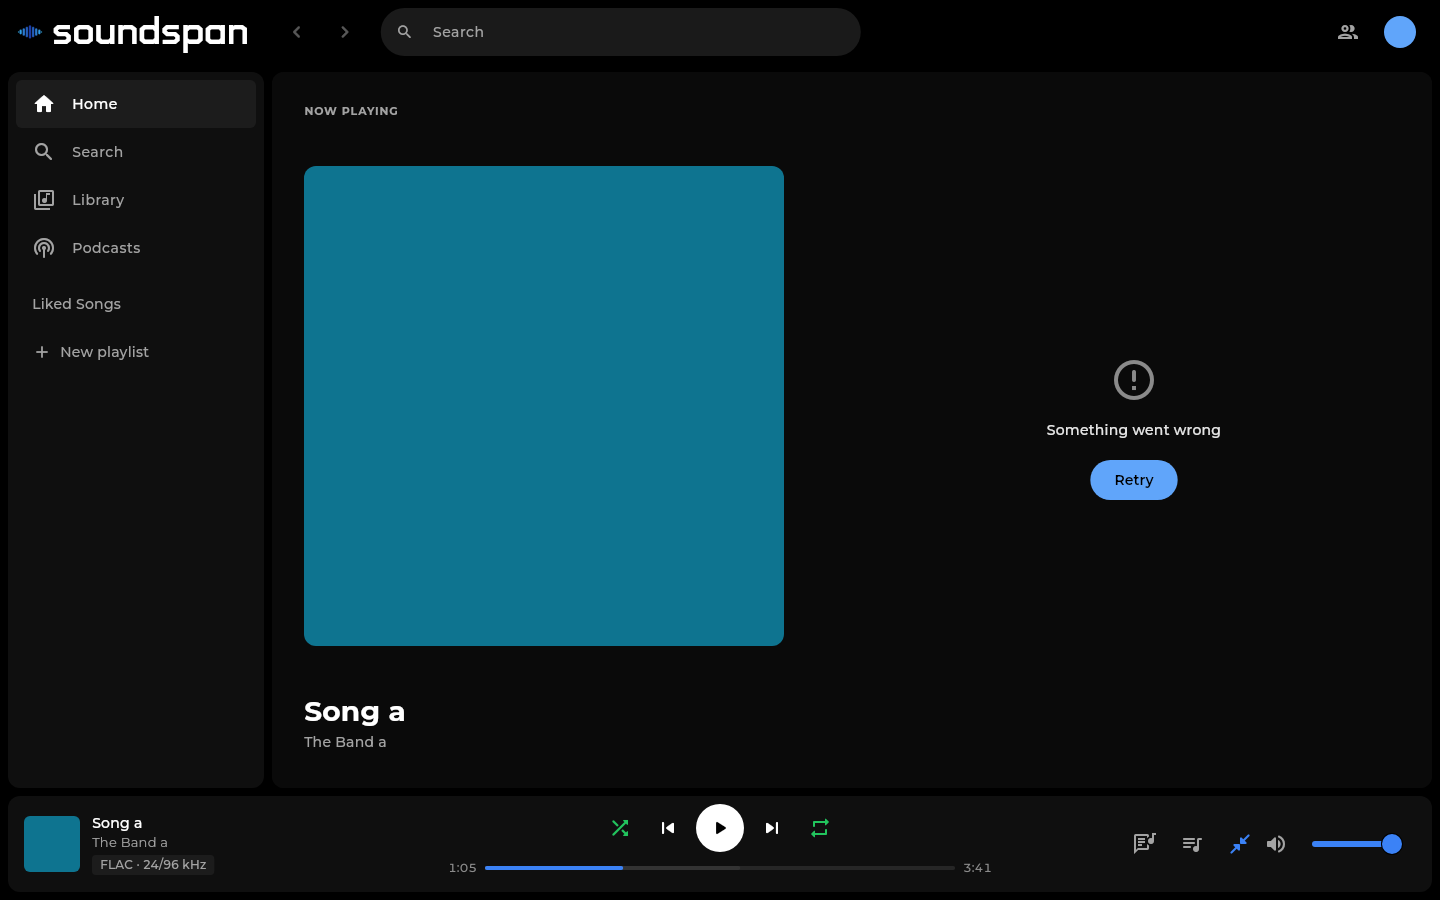 soundspan
Search
Home
Search
Library
Podcasts
Liked Songs
New playlist
NOW PLAYING
Something went wrong
Retry
Song a
The Band a
Song a
The Band a
FLAC · 24/96 kHz
1:05
3:41